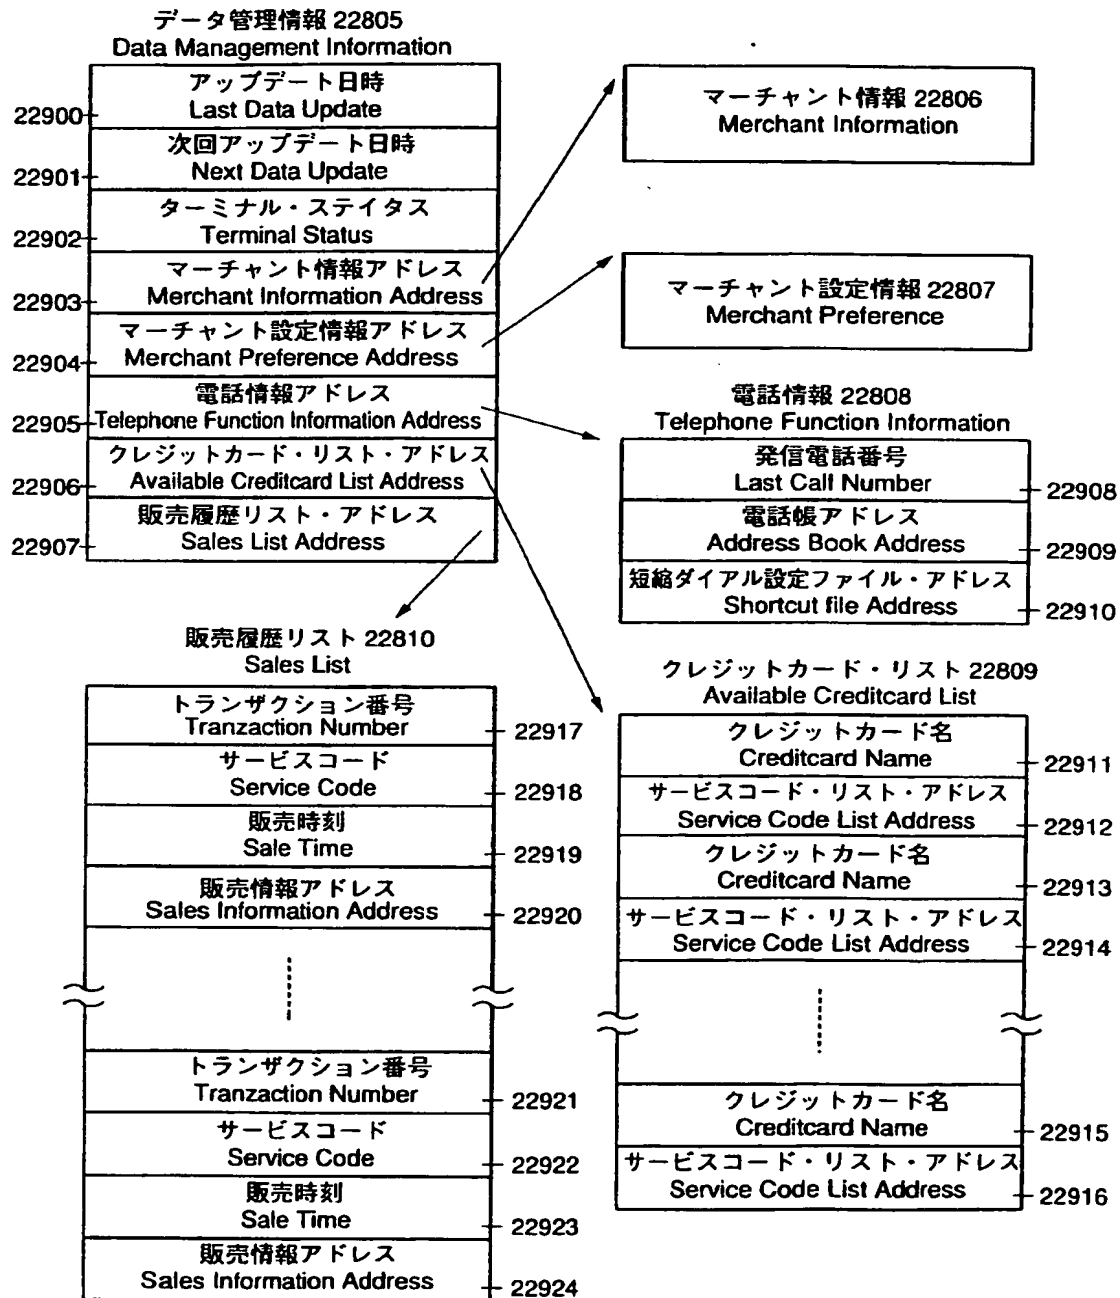 データ管理情報 22805
Data Management Information
アップデート日時
Last Data Update
22900
次回アップデート日時
Next Data Update
22901
ターミナル・ステイタス
Terminal Status
22902
マーチャント情報アドレス
Merchant Information Address
22903
マーチャント設定情報アドレス
Merchant Preference Address
22904
電話情報アドレス
Telephone Function Information Address
22905
クレジットカード・リスト・アドレス
Available Creditcard List Address
22906
販売履歴リスト・アドレス
Sales List Address
22907
マーチャント情報 22806
Merchant Information
マーチャント設定情報 22807
Merchant Preference
電話情報 22808
Telephone Function Information
発信電話番号
Last Call Number
22908
電話帳アドレス
Address Book Address
22909
短縮ダイアル設定ファイル・アドレス
Shortcut file Address
22910
販売履歴リスト 22810
Sales List
トランザクション番号
Tranzaction Number
22917
サービスコード
Service Code
22918
販売時刻
Sale Time
22919
販売情報アドレス
Sales Information Address
22920
トランザクション番号
Tranzaction Number
22921
サービスコード
Service Code
22922
販売時刻
Sale Time
22923
販売情報アドレス
Sales Information Address
22924
クレジットカード・リスト 22809
Available Creditcard List
クレジットカード名
Creditcard Name
22911
サービスコード・リスト・アドレス
Service Code List Address
22912
クレジットカード名
Creditcard Name
22913
サービスコード・リスト・アドレス
Service Code List Address
22914
クレジットカード名
Creditcard Name
22915
サービスコード・リスト・アドレス
Service Code List Address
22916